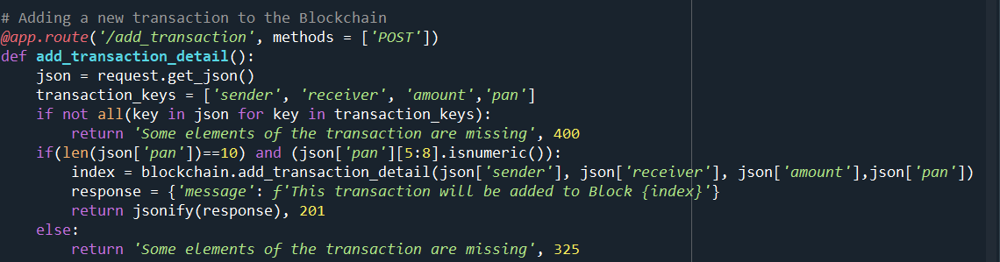 # Adding a new transaction to the Blockchain
@app.route('/add_transaction', methods = ['POST'])
def add_transaction_detail():
    json = request.get_json()
    transaction_keys = ['sender', 'receiver', 'amount','pan']
    if not all(key in json for key in transaction_keys):
        return 'Some elements of the transaction are missing', 400
    if(len(json['pan'])==10) and (json['pan'][5:8].isnumeric()):
        index = blockchain.add_transaction_detail(json['sender'], json['receiver'], json['amount'],json['pan'])
        response = {'message': f'This transaction will be added to Block {index}'}
        return jsonify(response), 201
    else:
        return 'Some elements of the transaction are missing', 325